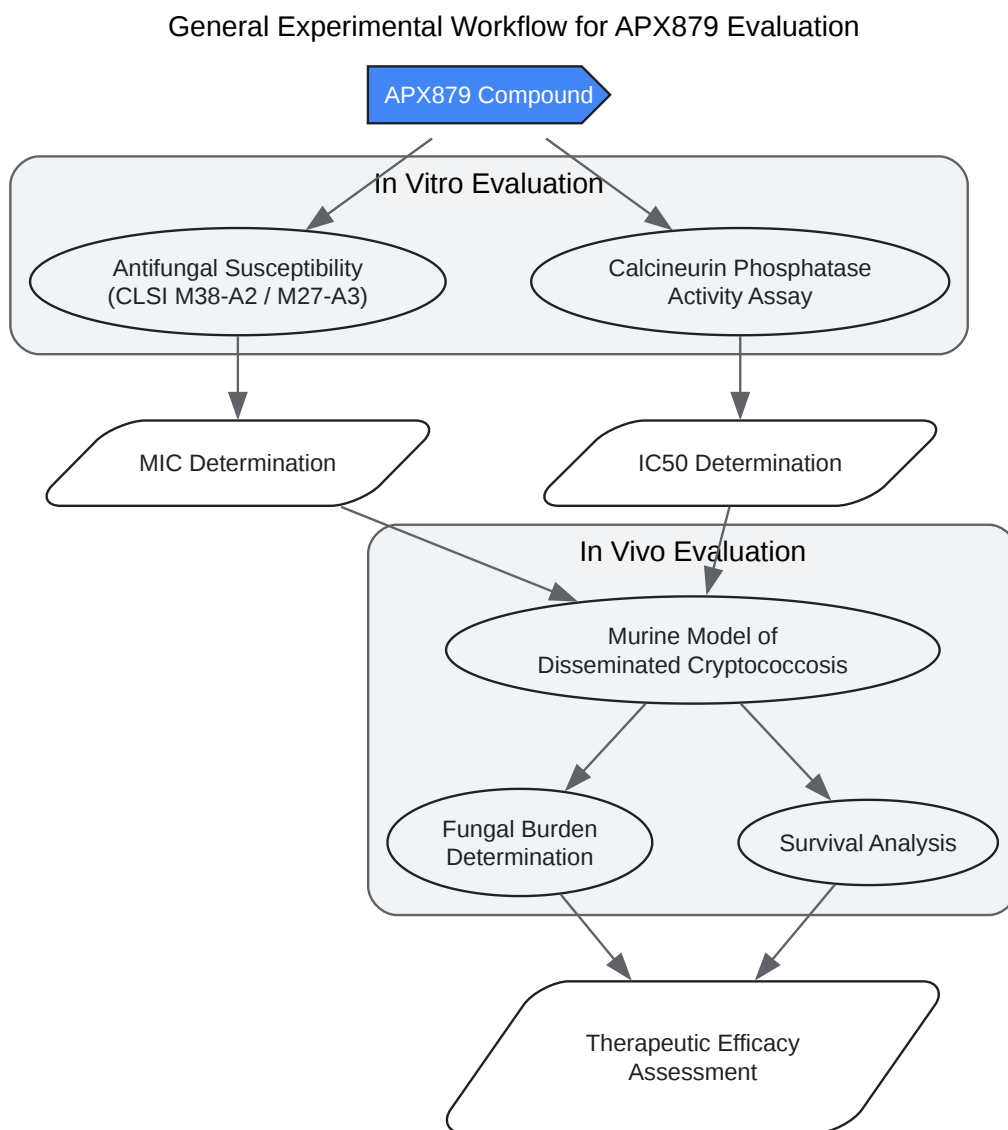 General Experimental Workflow for APX879 Evaluation
APX879 Compound
In Vitro Evaluation
Antifungal Susceptibility
(CLSI M38-A2 / M27-A3)
Calcineurin Phosphatase
Activity Assay
MIC Determination
IC50 Determination
In Vivo Evaluation
Murine Model of
Disseminated Cryptococcosis
Fungal Burden
Determination
Survival Analysis
Therapeutic Efficacy
Assessment